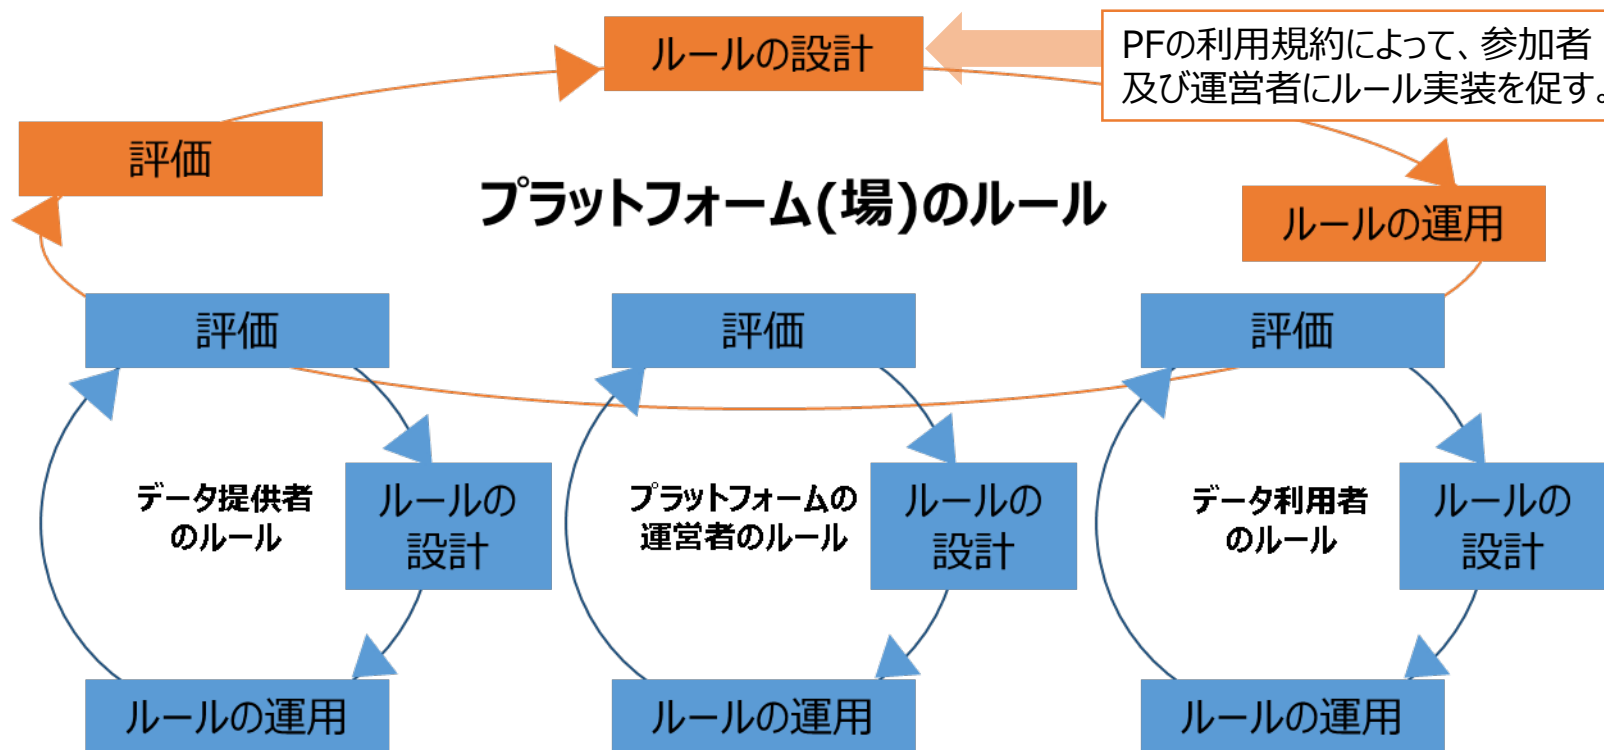 ルールの設計
PFの利用規約によって、参加者
及び運営者にルール実装を促す。
評価
プラットフォーム(場)のルール
ルールの運用
評価
データ提供者
のルール
ルールの
設計
ルールの運用
評価
プラットフォームの
運営者のルール
ルールの
設計
ルールの運用
評価
データ利用者
のルール
ルールの
設計
ルールの運用